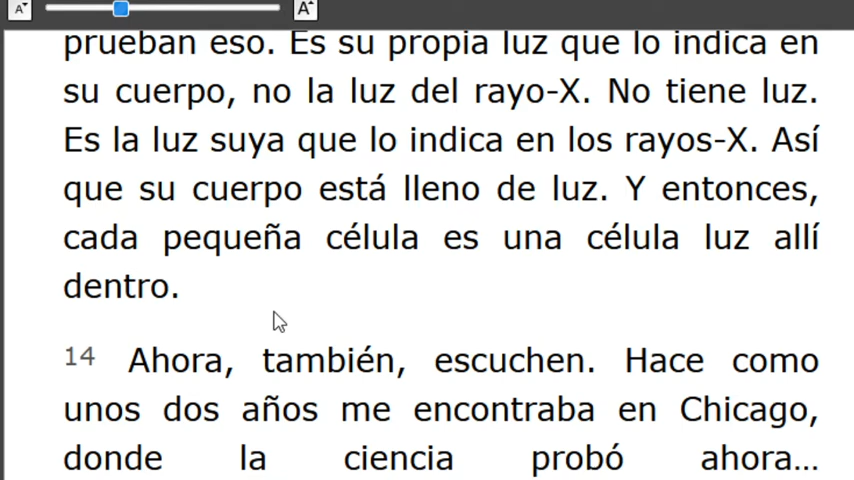 A A
prueban eso. Es su propia luz que lo indica en
su cuerpo, no la luz del rayo-X. No tiene luz.
Es la luz suya que lo indica en los rayos-X. Así
que su cuerpo está lleno de luz. Y entonces,
cada pequeña célula es una célula luz allí
dentro.
14 Ahora, también, escuchen. Hace como
unos dos años me encontraba en Chicago,
donde la ciencia probó ahora...